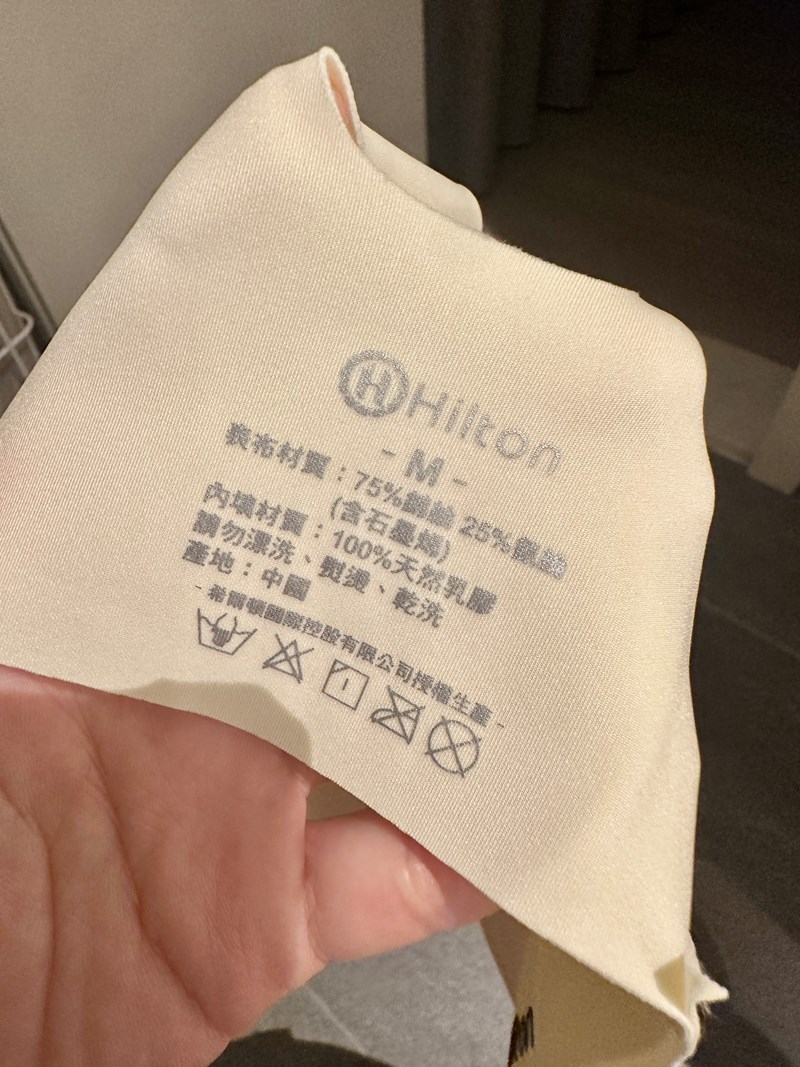 Hilton
- M -
表布材質：75%錦綸 25%氨綸
(含石墨烯)
內填材質：100%天然乳膠
請勿漂洗、熨燙、乾洗
產地：中國
- 希爾頓國際控股有限公司授權生產 -